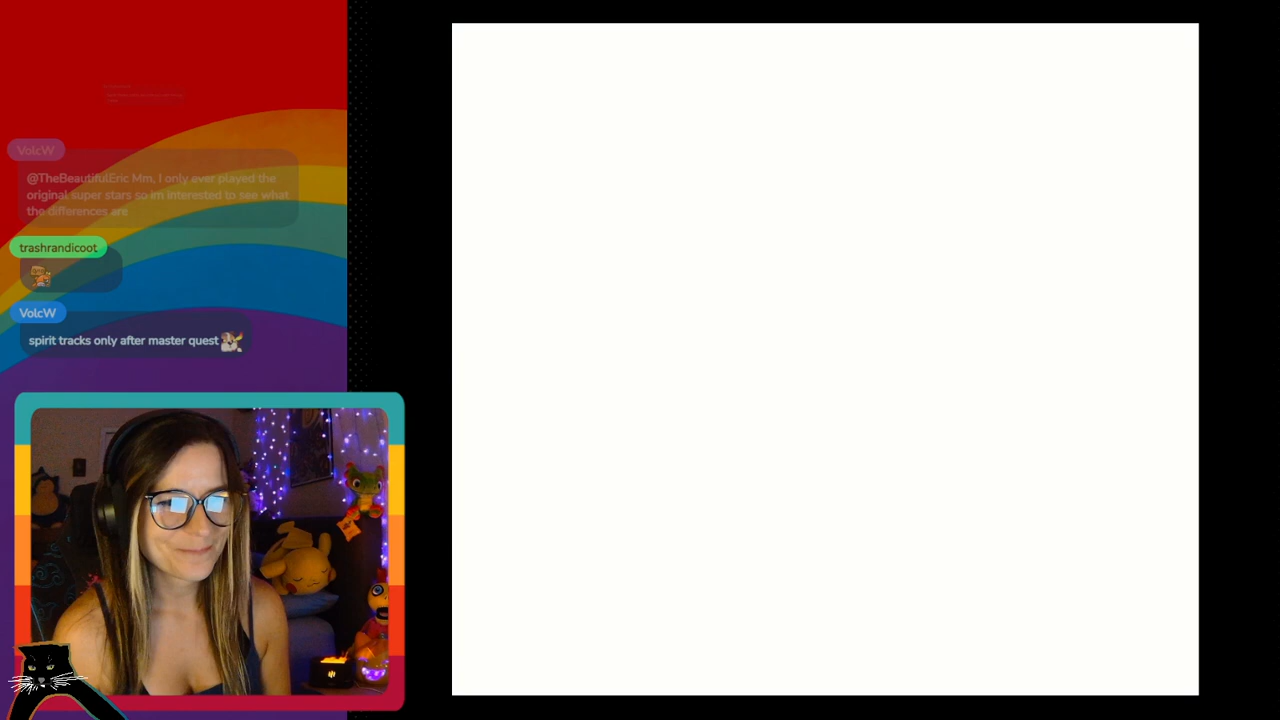 VolcW
@TheBeautifulEric Mm, I only ever played the
original super stars so im interested to see what
the differences are
trashrandicoot
VolcW
spirit tracks only after master quest